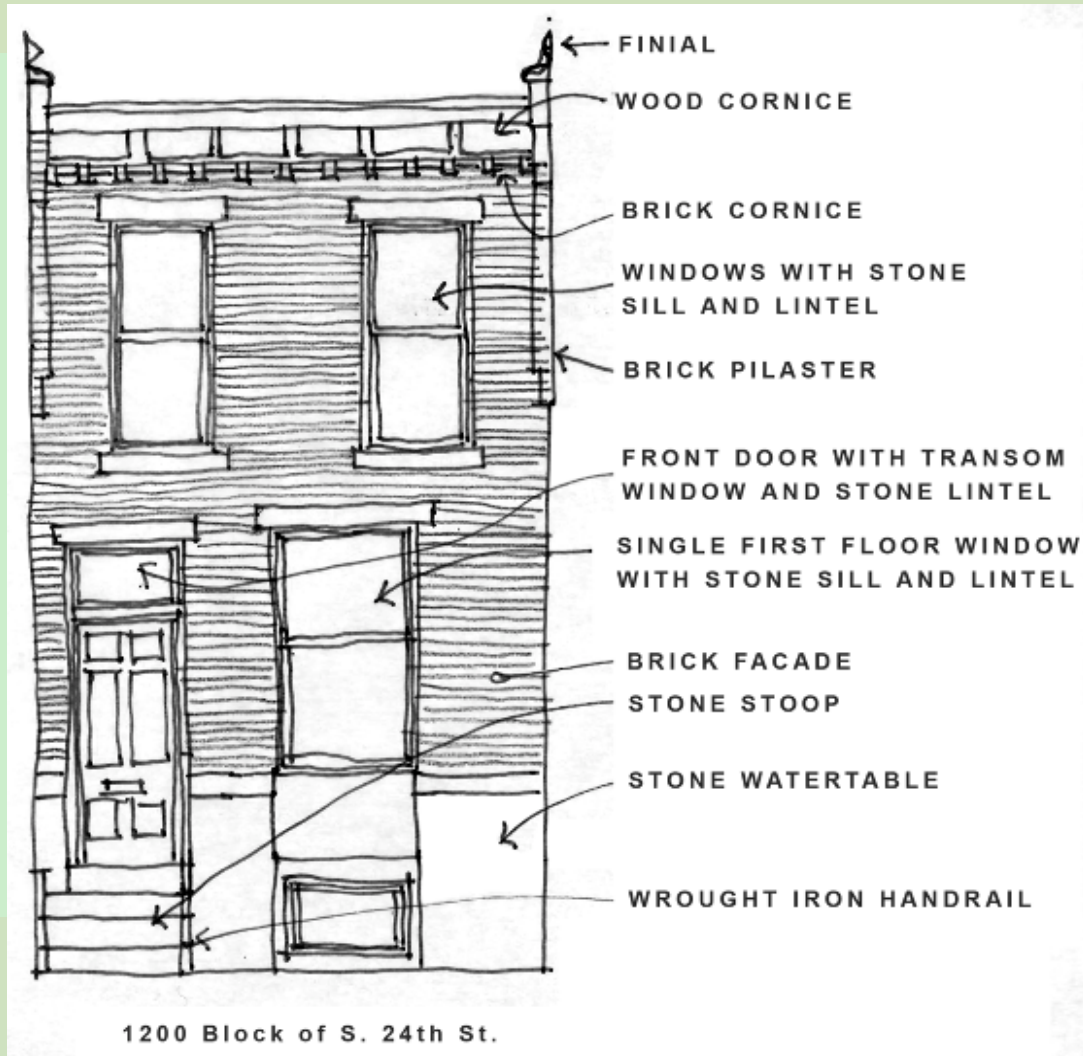 FINIAL
WOOD CORNICE
BRICK CORNICE
WINDOWS WITH STONE
SILL AND LINTEL
BRICK PILASTER
FRONT DOOR WITH TRANSOM
WINDOW AND STONE LINTEL
SINGLE FIRST FLOOR WINDOW
WITH STONE SILL AND LINTEL
BRICK FACADE
STONE STOOP
STONE WATERTABLE
WROUGHT IRON HANDRAIL
1200 Block of S. 24th St.